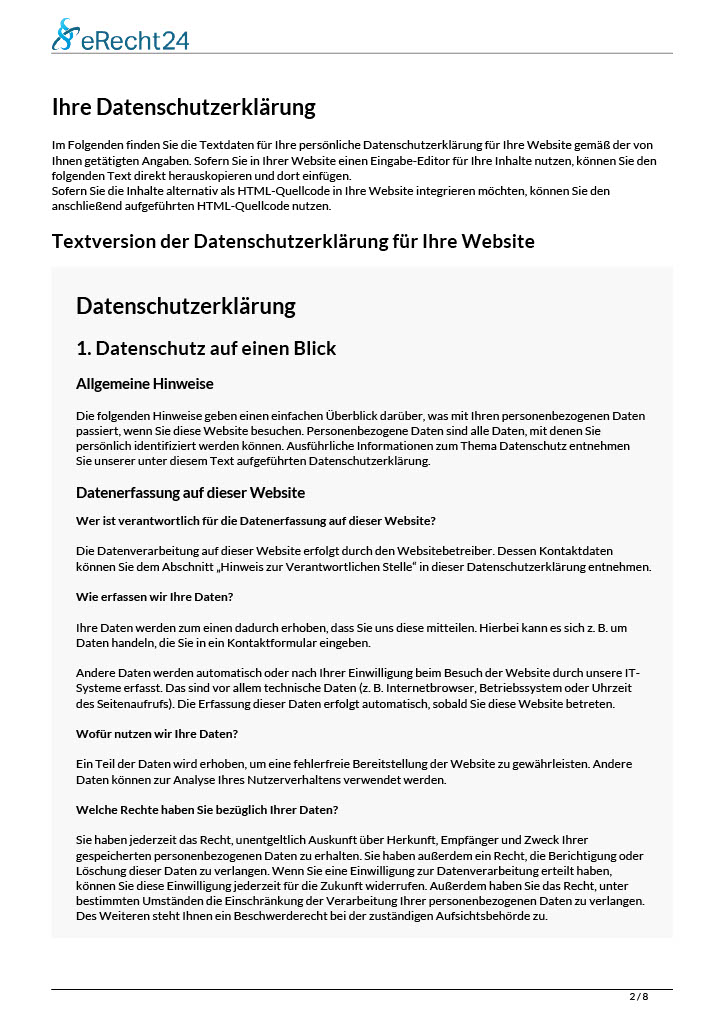 eRecht24
Ihre Datenschutzerklärung
Im Folgenden finden Sie die Textdaten für Ihre persönliche Datenschutzerklärung für Ihre Website gemäß der von
Ihnen getätigten Angaben. Sofern Sie in Ihrer Website einen Eingabe-Editor für Ihre Inhalte nutzen, können Sie den
folgenden Text direkt herauskopieren und dort einfügen.
Sofern Sie die Inhalte alternativ als HTML-Quellcode in Ihre Website integrieren möchten, können Sie den
anschließend aufgeführten HTML-Quellcode nutzen.
Textversion der Datenschutzerklärung für Ihre Website
Datenschutzerklärung
1. Datenschutz auf einen Blick
Allgemeine Hinweise
Die folgenden Hinweise geben einen einfachen Überblick darüber, was mit Ihren personenbezogenen Daten
passiert, wenn Sie diese Website besuchen. Personenbezogene Daten sind alle Daten, mit denen Sie
persönlich identifiziert werden können. Ausführliche Informationen zum Thema Datenschutz entnehmen
Sie unserer unter diesem Text aufgeführten Datenschutzerklärung.
Datenerfassung auf dieser Website
Wer ist verantwortlich für die Datenerfassung auf dieser Website?
Die Datenverarbeitung auf dieser Website erfolgt durch den Websitebetreiber. Dessen Kontaktdaten
können Sie dem Abschnitt „Hinweis zur Verantwortlichen Stelle“ in dieser Datenschutzerklärung entnehmen.
Wie erfassen wir Ihre Daten?
Ihre Daten werden zum einen dadurch erhoben, dass Sie uns diese mitteilen. Hierbei kann es sich z. B. um
Daten handeln, die Sie in ein Kontaktformular eingeben.
Andere Daten werden automatisch oder nach Ihrer Einwilligung beim Besuch der Website durch unsere IT-
Systeme erfasst. Das sind vor allem technische Daten (z. B. Internetbrowser, Betriebssystem oder Uhrzeit
des Seitenaufrufs). Die Erfassung dieser Daten erfolgt automatisch, sobald Sie diese Website betreten.
Wofür nutzen wir Ihre Daten?
Ein Teil der Daten wird erhoben, um eine fehlerfreie Bereitstellung der Website zu gewährleisten. Andere
Daten können zur Analyse Ihres Nutzerverhaltens verwendet werden.
Welche Rechte haben Sie bezüglich Ihrer Daten?
Sie haben jederzeit das Recht, unentgeltlich Auskunft über Herkunft, Empfänger und Zweck Ihrer
gespeicherten personenbezogenen Daten zu erhalten. Sie haben außerdem ein Recht, die Berichtigung oder
Löschung dieser Daten zu verlangen. Wenn Sie eine Einwilligung zur Datenverarbeitung erteilt haben,
können Sie diese Einwilligung jederzeit für die Zukunft widerrufen. Außerdem haben Sie das Recht, unter
bestimmten Umständen die Einschränkung der Verarbeitung Ihrer personenbezogenen Daten zu verlangen.
Des Weiteren steht Ihnen ein Beschwerderecht bei der zuständigen Aufsichtsbehörde zu.
2 / 8